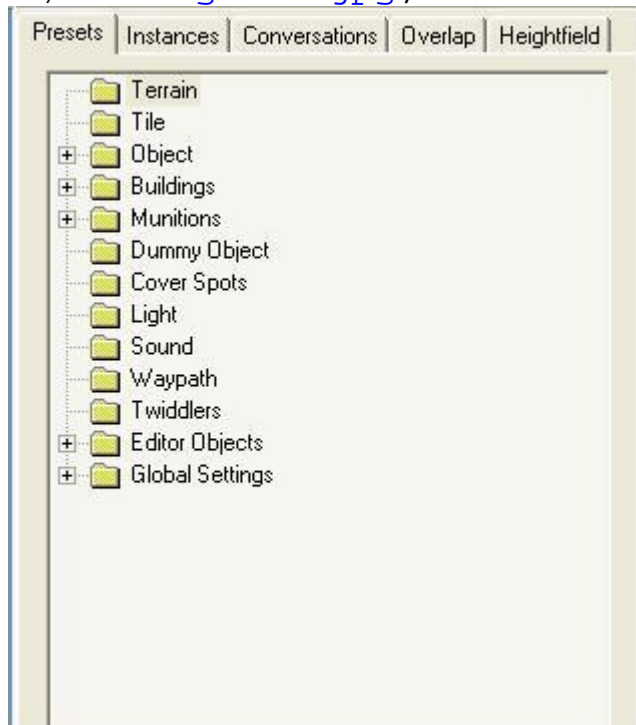 Presets Instances Conversations Overlap Heightfield
Terrain
Tile
Object
Buildings
Munitions
Dummy Object
Cover Spots
Light
Sound
Waypath
Twiddlers
Editor Objects
Global Settings